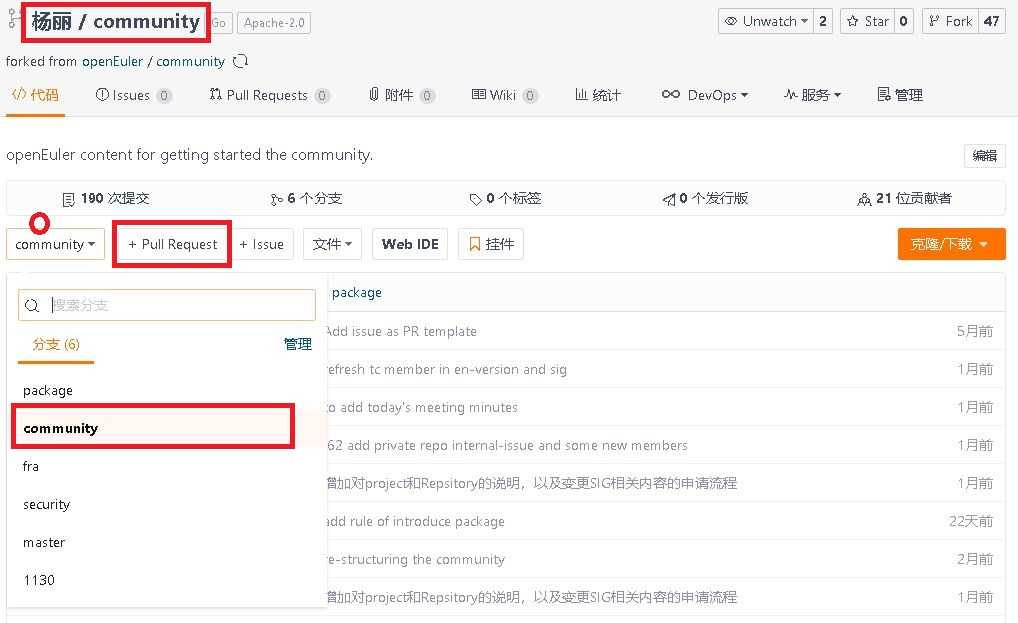 杨丽 / community Go Apache-2.0 Unwatch 2 Star 0 Fork 47
forked from openEuler / community
代码 Issues 0 Pull Requests 0 附件 0 Wiki 0 统计 DevOps 服务 管理
openEuler content for getting started the community. 编辑
190 次提交 6 个分支 0 个标签 0 个发行版 21 位贡献者
community + Pull Request + Issue 文件 Web IDE 挂件 克隆/下载
package
搜索分支
Add issue as PR template 5月前
分支 (6) 管理
refresh tc member in en-version and sig 1月前
package
to add today's meeting minutes 1月前
community
62 add private repo internal-issue and some new members 1月前
fra
增加对project和Repsitory的说明，以及变更SIG相关内容的申请流程 1月前
security
add rule of introduce package 22天前
master
re-structuring the community 2月前
1130
增加对project和Repsitory的说明，以及变更SIG相关内容的申请流程 1月前